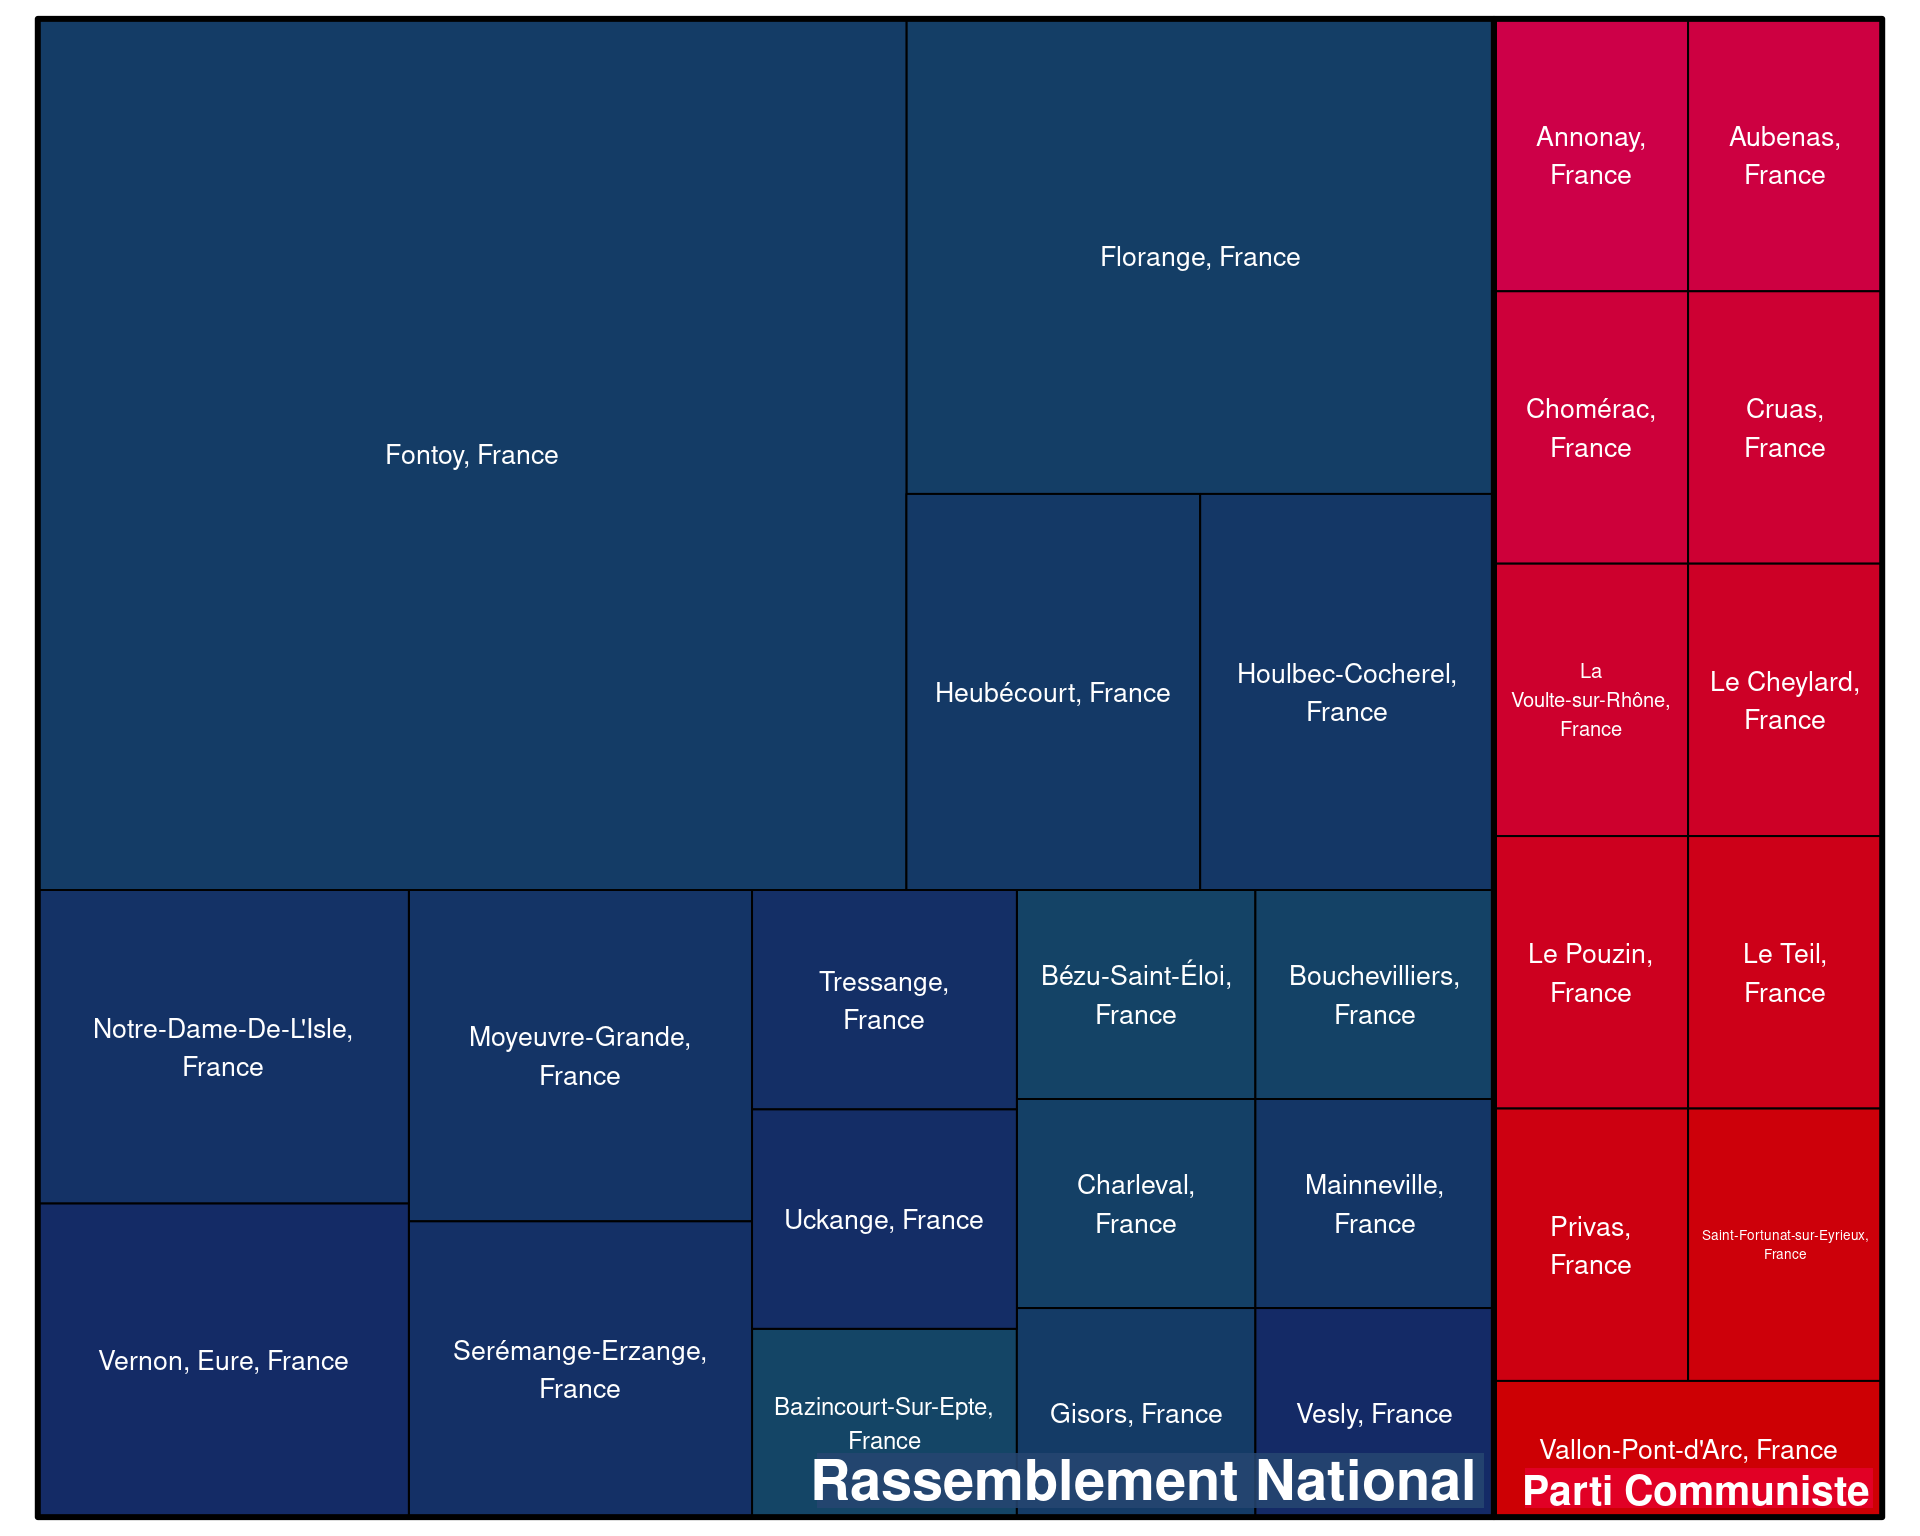 Fontoy, France
Florange, France
Heubécourt, France
Houlbec-Cocherel,
France
Notre-Dame-De-L'Isle,
France
Vernon, Eure, France
Moyeuvre-Grande,
France
Serémange-Erzange,
France
Tressange,
France
Uckange, France
Bazincourt-Sur-Epte,
France
Bézu-Saint-Éloi,
France
Bouchevilliers,
France
Charleval,
France
Mainneville,
France
Gisors, France
Vesly, France
Rassemblement National
Annonay,
France
Aubenas,
France
Chomérac,
France
Cruas,
France
La
Voulte-sur-Rhône,
France
Le Cheylard,
France
Le Pouzin,
France
Le Teil,
France
Privas,
France
Saint-Fortunat-sur-Eyrieux,
France
Vallon-Pont-d'Arc, France
Parti Communiste